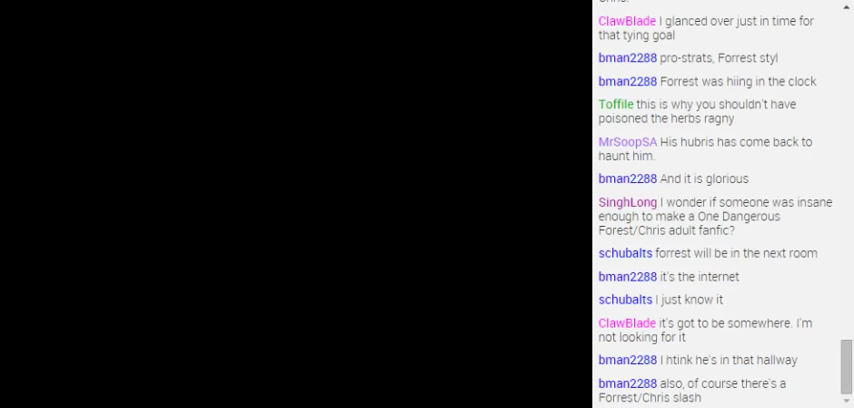 Chris.
ClawBlade I glanced over just in time for
that tying goal
bman2288 pro-strats, Forrest styl
bman2288 Forrest was hiing in the clock
Toffile this is why you shouldn't have
poisoned the herbs ragny
MrSoopSA His hubris has come back to
haunt him.
bman2288 And it is glorious
SinghLong I wonder if someone was insane
enough to make a One Dangerous
Forest/Chris adult fanfic?
schubalts forrest will be in the next room
bman2288 it's the internet
schubalts I just know it
ClawBlade it's got to be somewhere. I'm
not looking for it
bman2288 I htink he's in that hallway
bman2288 also, of course there's a
Forrest/Chris slash